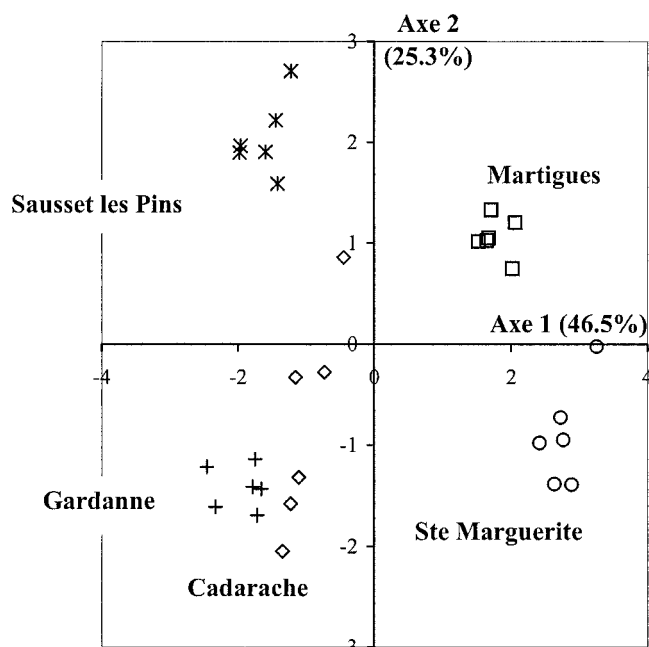 Axe 2
3
(25.3%)
2
Martigues
Sausset les Pins
1
Axe 1 (46.5%)
0
-4
-2
0
2
4
-1
Gardanne
Ste Marguerite
-2
Cadarache
-3